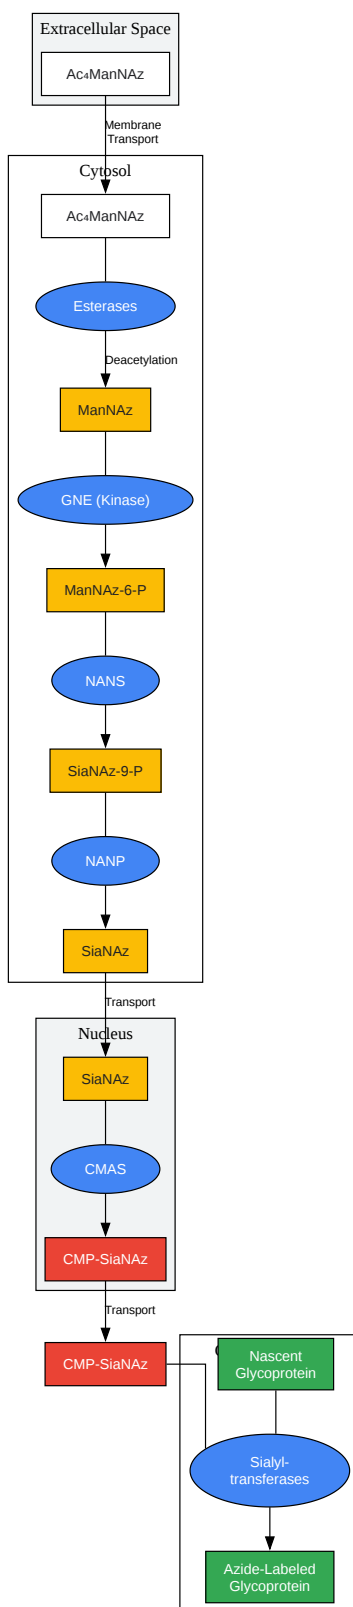 Extracellular Space
Ac₄ManNAz
Membrane
Transport
Cytosol
Ac₄ManNAz
Esterases
Deacetylation
ManNAz
GNE (Kinase)
ManNAz-6-P
NANS
SiaNAz-9-P
NANP
SiaNAz
Transport
Nucleus
SiaNAz
CMAS
CMP-SiaNAz
Transport
CMP-SiaNAz
Nascent
Glycoprotein
Sialyl-
transferases
Azide-Labeled
Glycoprotein